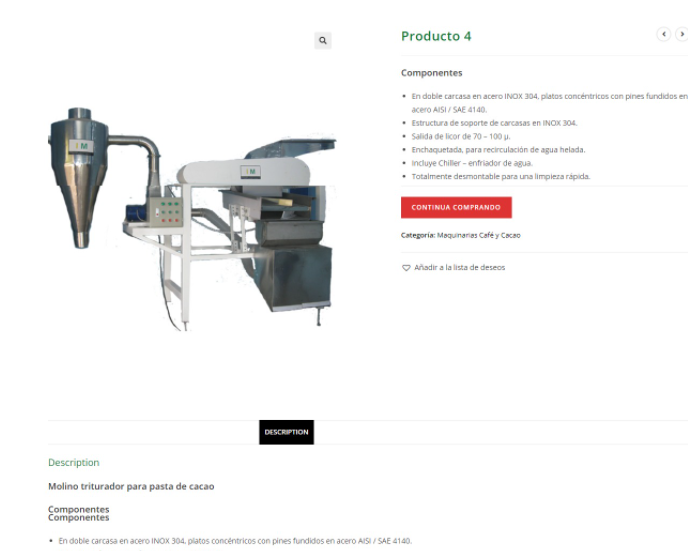 Producto 4
Componentes
En doble carcasa en acero INOX 304, platos concéntricos con pines fundidos en
acero AISI / SAE 4140.
Estructura de soporte de carcasas en INOX 304.
Salida de licor de 70 – 100 µ.
Enchaquetada, para recirculación de agua helada.
Incluye Chiller – enfriador de agua.
Totalmente desmontable para una limpieza rápida.
CONTINUA COMPRANDO
Categoría: Maquinarias Café y Cacao
Añadir a la lista de deseos
IM
IM
DESCRIPTION
Description
Molino triturador para pasta de cacao
Componentes
Componentes
En doble carcasa en acero INOX 304, platos concéntricos con pines fundidos en acero AISI / SAE 4140.